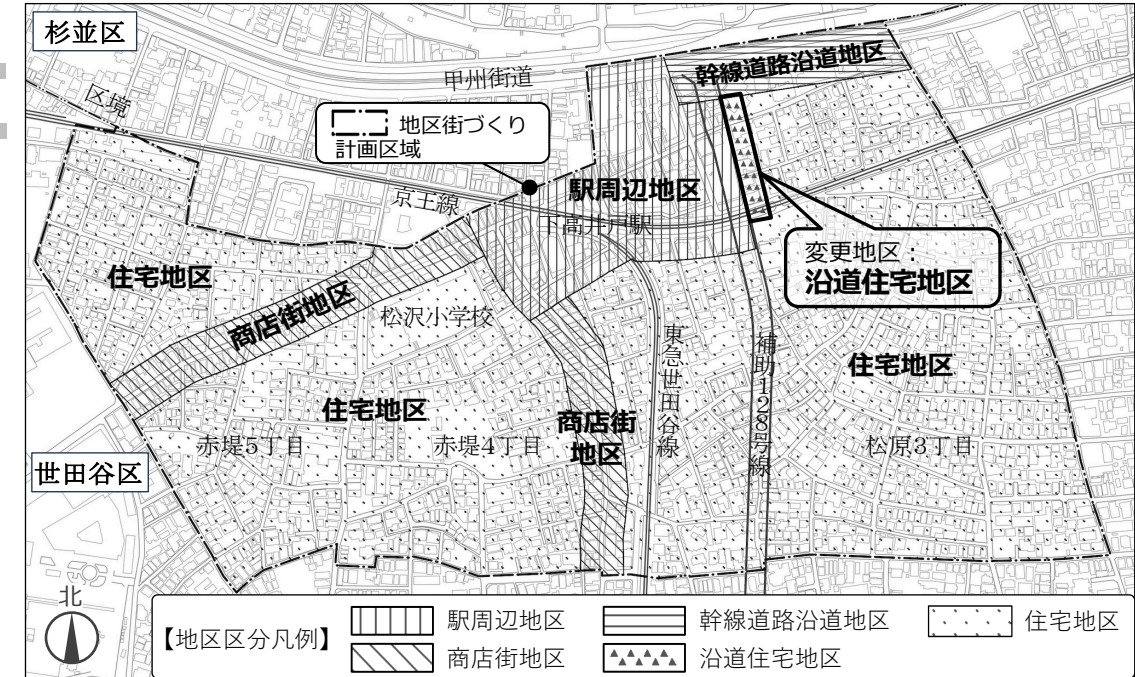 杉並区
幹線道路沿道地区
甲州街道
区境
地区街づくり
計画区域
駅周辺地区
京王線
下高井戸駅
変更地区：
沿道住宅地区
住宅地区
商店街地区
松沢小学校
東急世田谷線
補助128号線
住宅地区
住宅地区
商店街
地区
赤堤5丁目
赤堤4丁目
松原3丁目
世田谷区
北
【地区区分凡例】
駅周辺地区
幹線道路沿道地区
住宅地区
商店街地区
沿道住宅地区